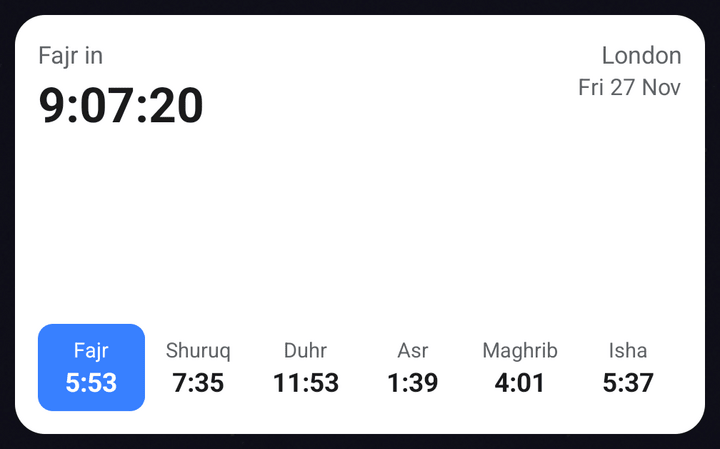 Fajr in
9:07:20
London
Fri 27 Nov
Fajr Shuruq Duhr Asr Maghrib Isha
5:53 7:35 11:53 1:39 4:01 5:37